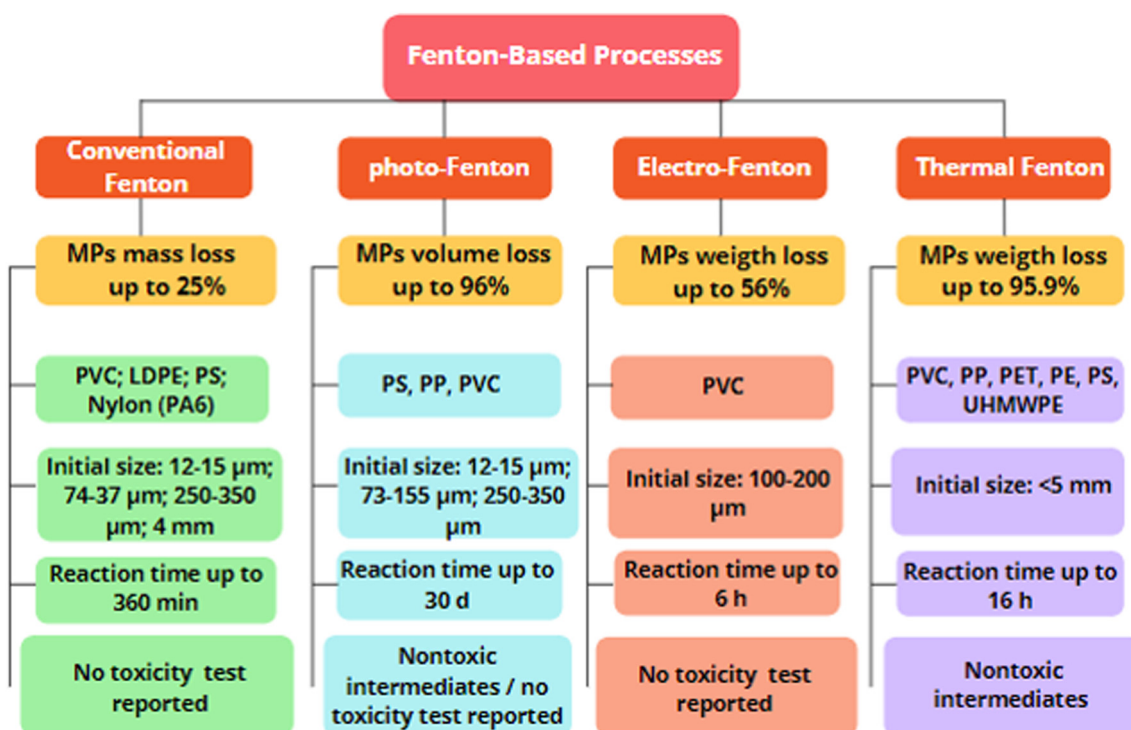 Fenton-Based Processes
Conventional
Fenton
photo-Fenton
Electro-Fenton
Thermal Fenton
MPs mass loss
up to 25%
MPs volume loss
up to 96%
MPs weigth loss
up to 56%
MPs weigth loss
up to 95.9%
PVC; LDPE; PS;
Nylon (PA6)
PS, PP, PVC
PVC
PVC, PP, PET, PE, PS,
UHMWPE
Initial size: 12-15 μm;
74-37 μm; 250-350
μm; 4 mm
Initial size: 12-15 μm;
73-155 μm; 250-350
μm
Initial size: 100-200
μm
Initial size: <5 mm
Reaction time up to
360 min
Reaction time up to
30 d
Reaction time up to
6 h
Reaction time up to
16 h
No toxicity test
reported
Nontoxic
intermediates / no
toxicity test reported
No toxicity test
reported
Nontoxic
intermediates